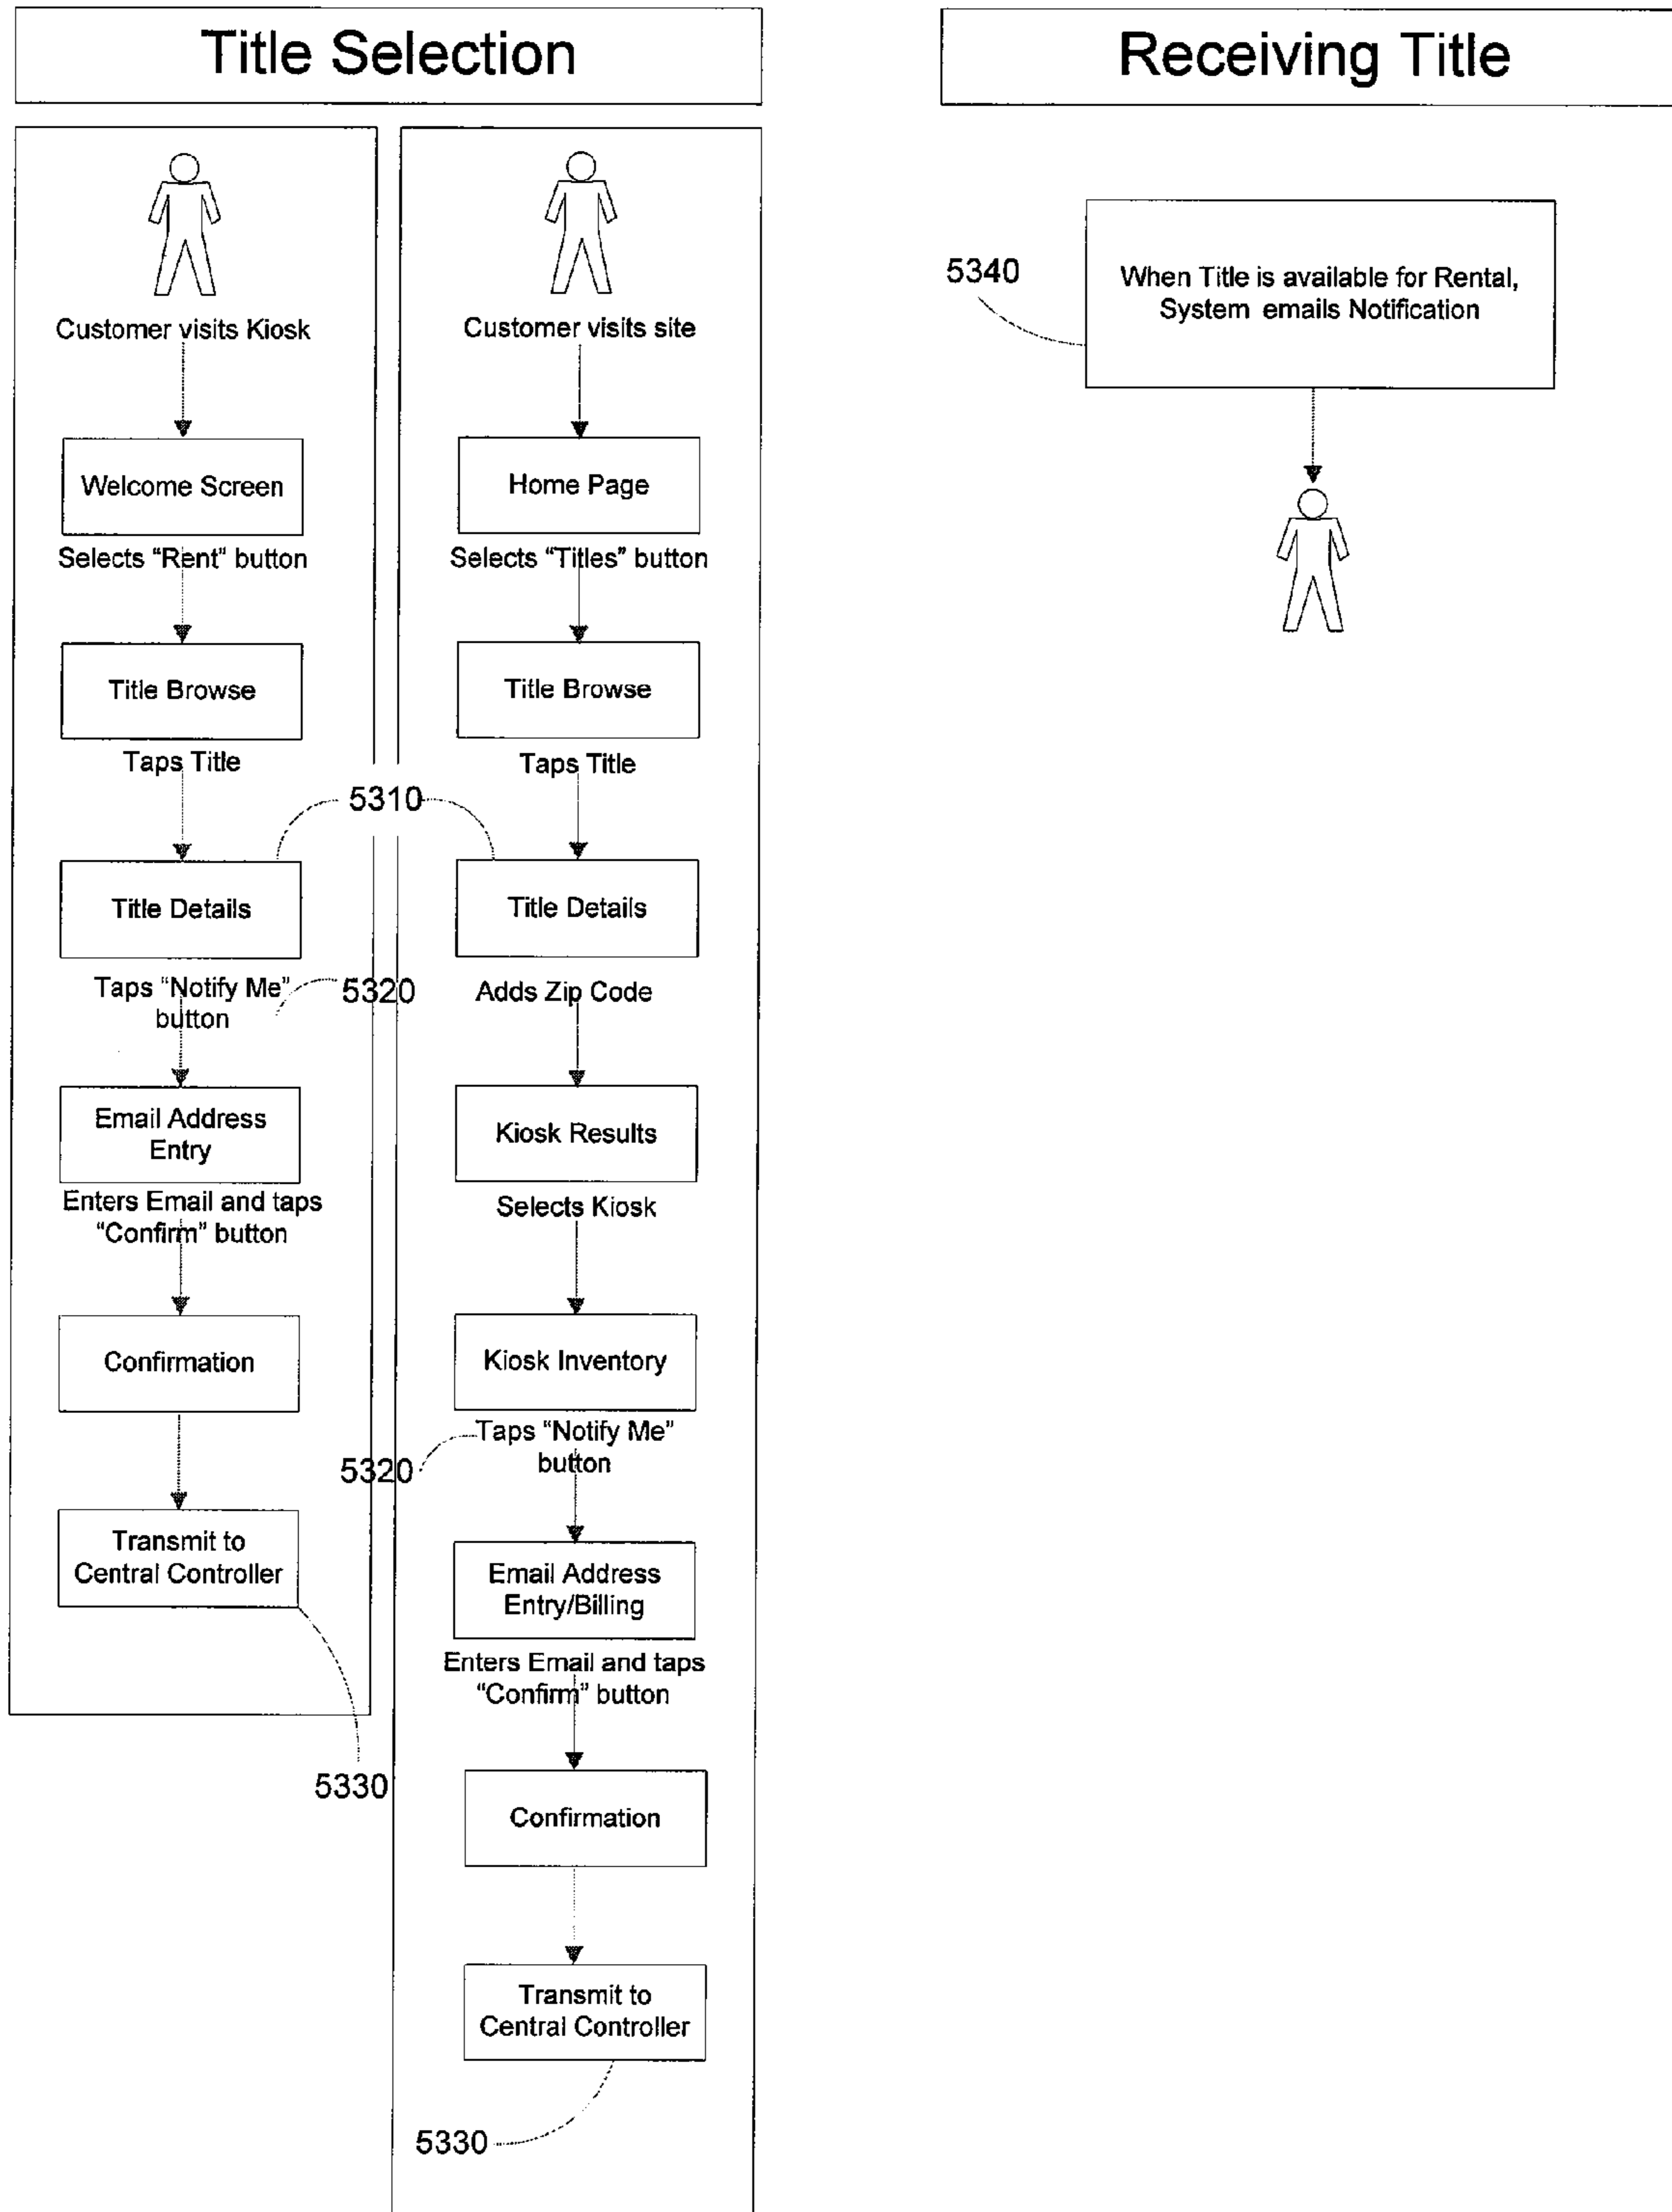 Title Selection
Customer visits Kiosk
Welcome Screen
Selects “Rent” button
Title Browse
Taps Title
5310
Title Details
Taps “Notify Me”
button
5320
Email Address
Entry
Enters Email and taps
“Confirm” button
Confirmation
Transmit to
Central Controller
5330
Customer visits site
Home Page
Selects “Titles” button
Title Browse
Taps Title
Title Details
Adds Zip Code
Kiosk Results
Selects Kiosk
Kiosk Inventory
Taps “Notify Me”
button
5320
Email Address
Entry/Billing
Enters Email and taps
“Confirm” button
Confirmation
Transmit to
Central Controller
5330
Receiving Title
5340
When Title is available for Rental,
System emails Notification